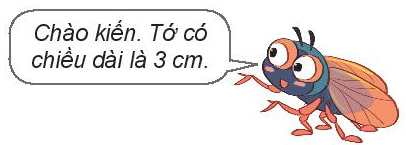 Chào kiến. Tớ có
chiều dài là 3 cm.